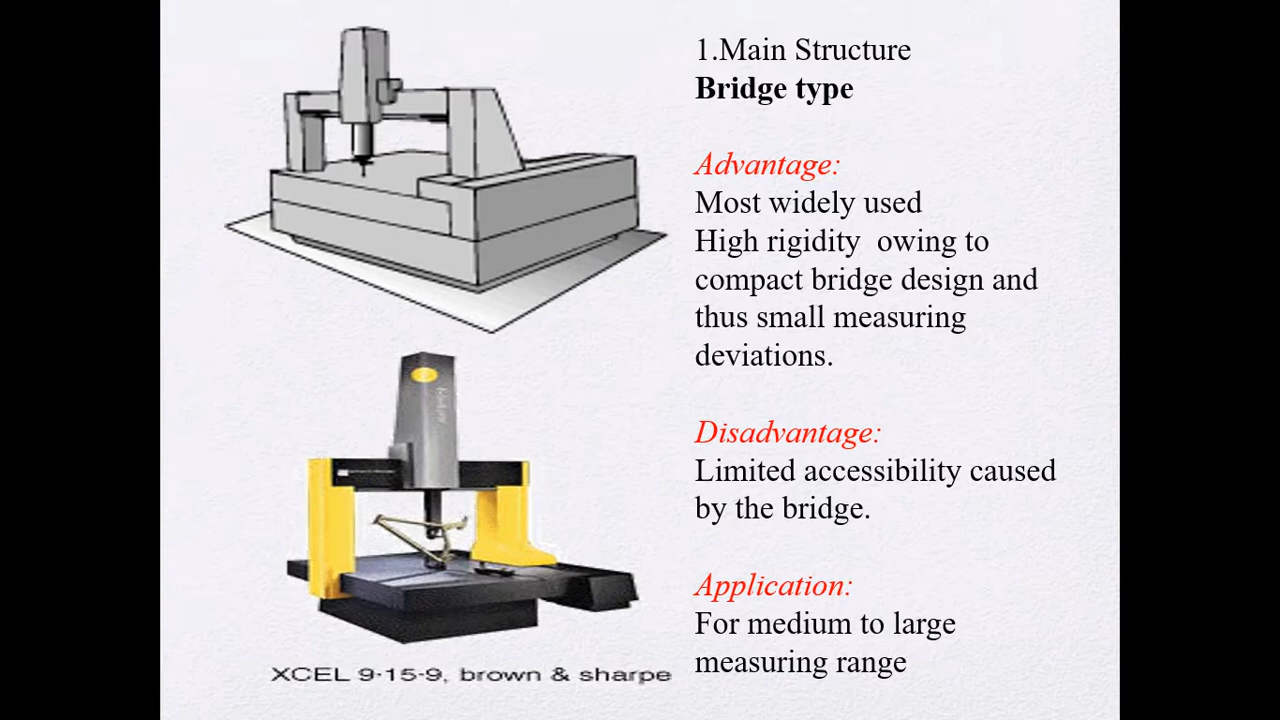 1.Main Structure
Bridge type
Advantage:
Most widely used
High rigidity owing to
compact bridge design and
thus small measuring
deviations.
Disadvantage:
Limited accessibility caused
by the bridge.
Application:
For medium to large
measuring range
XCEL 9-15-9, brown & sharpe